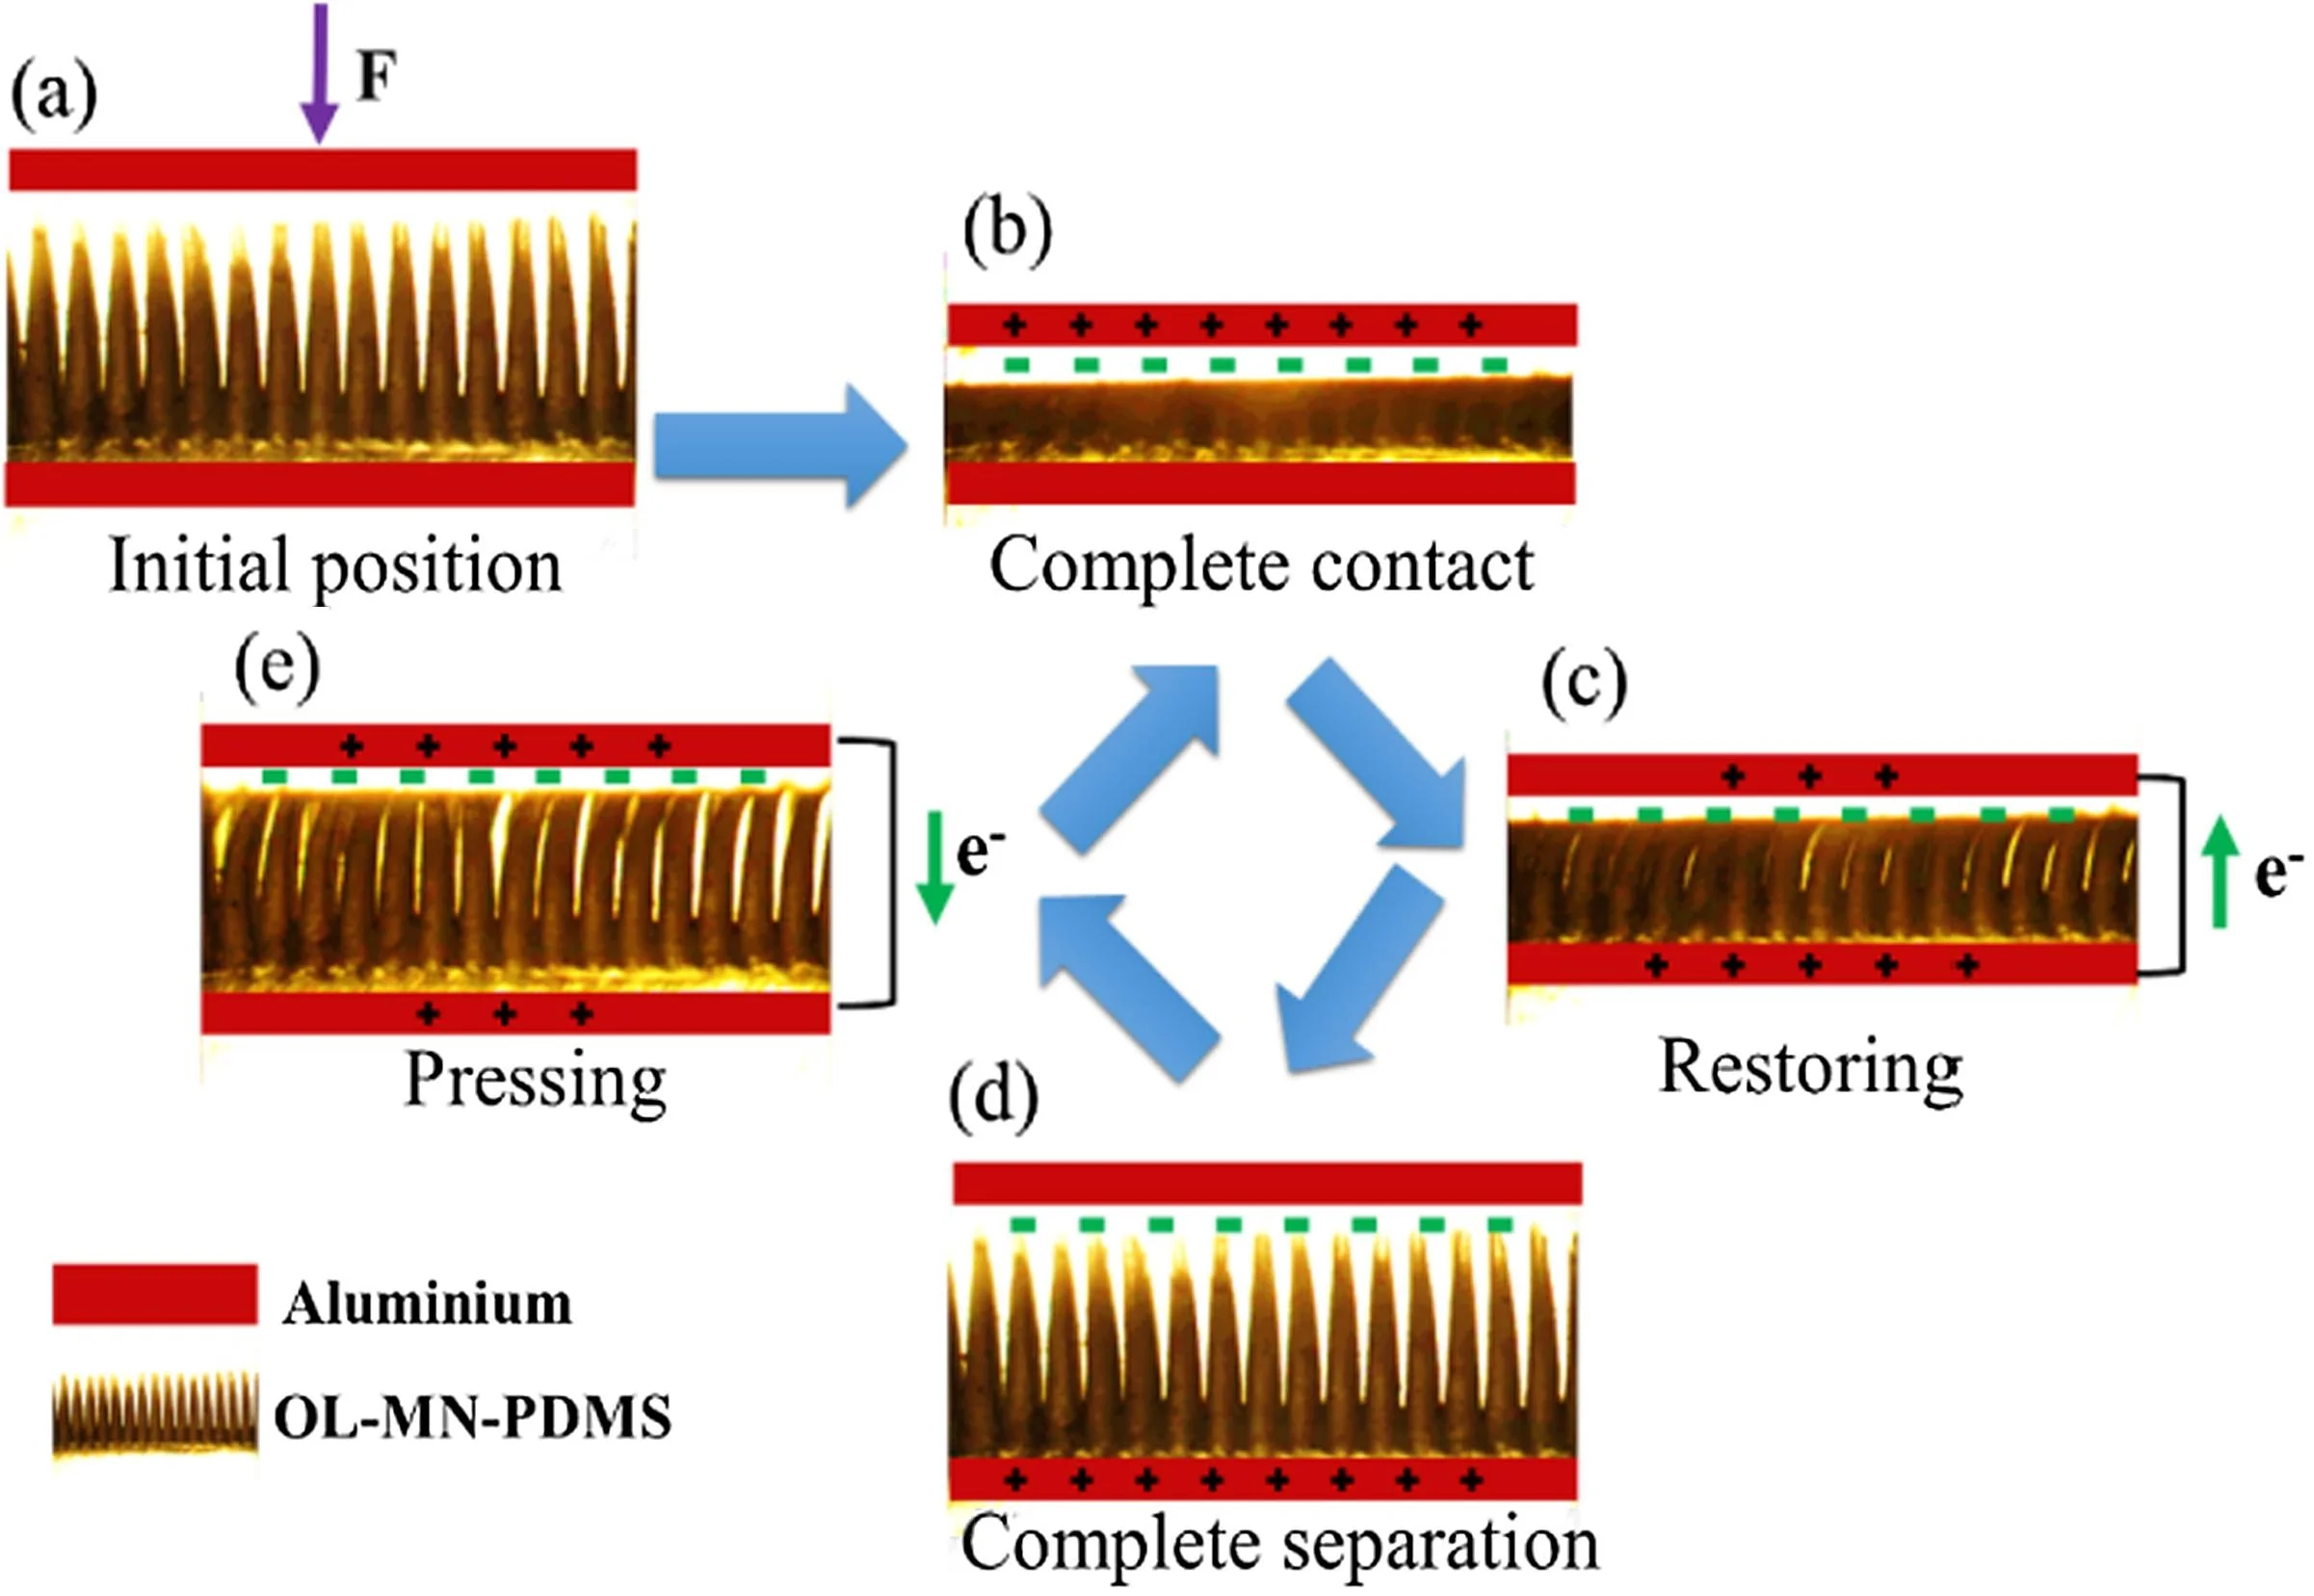 (a)
F
Initial position
(b)
+ + + + + + + +
Complete contact
(e)
+ + + + +
+ + +
e-
Pressing
(c)
+ + +
+ + + + +
e-
Restoring
(d)
+ + + + + + + +
Complete separation
Aluminium
OL-MN-PDMS